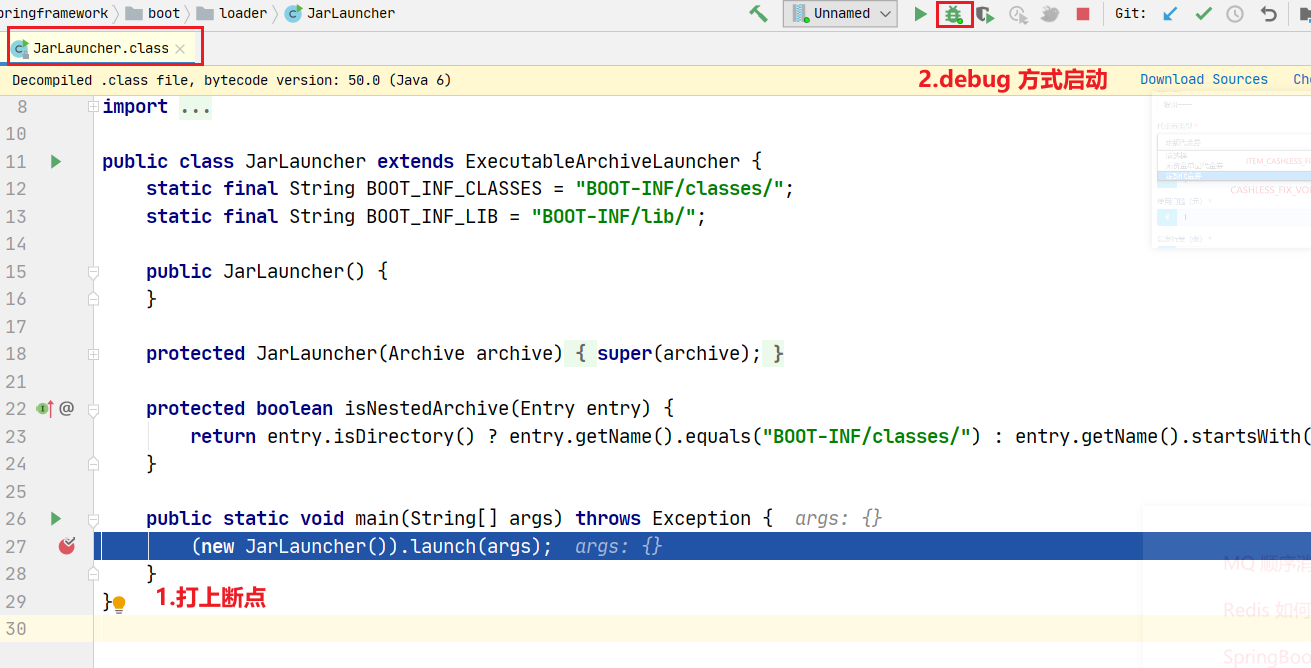 pringframework boot loader JarLauncher Unnamed Git:
JarLauncher.class
Decompiled .class file, bytecode version: 50.0 (Java 6) 2.debug 方式启动 Download Sources
8 import ...
10
11 public class JarLauncher extends ExecutableArchiveLauncher {
12 static final String BOOT_INF_CLASSES = "BOOT-INF/classes/";
13 static final String BOOT_INF_LIB = "BOOT-INF/lib/";
14
15 public JarLauncher() {
16 }
17
18 protected JarLauncher(Archive archive) { super(archive); }
21
22 @ protected boolean isNestedArchive(Entry entry) {
23 return entry.isDirectory() ? entry.getName().equals("BOOT-INF/classes/") : entry.getName().startsWith(
24 }
25
26 public static void main(String[] args) throws Exception { args: {}
27 (new JarLauncher()).launch(args); args: {}
28 }
1.打上断点
29 }
30
MQ 顺序消
Redis 如何
SpringBoo